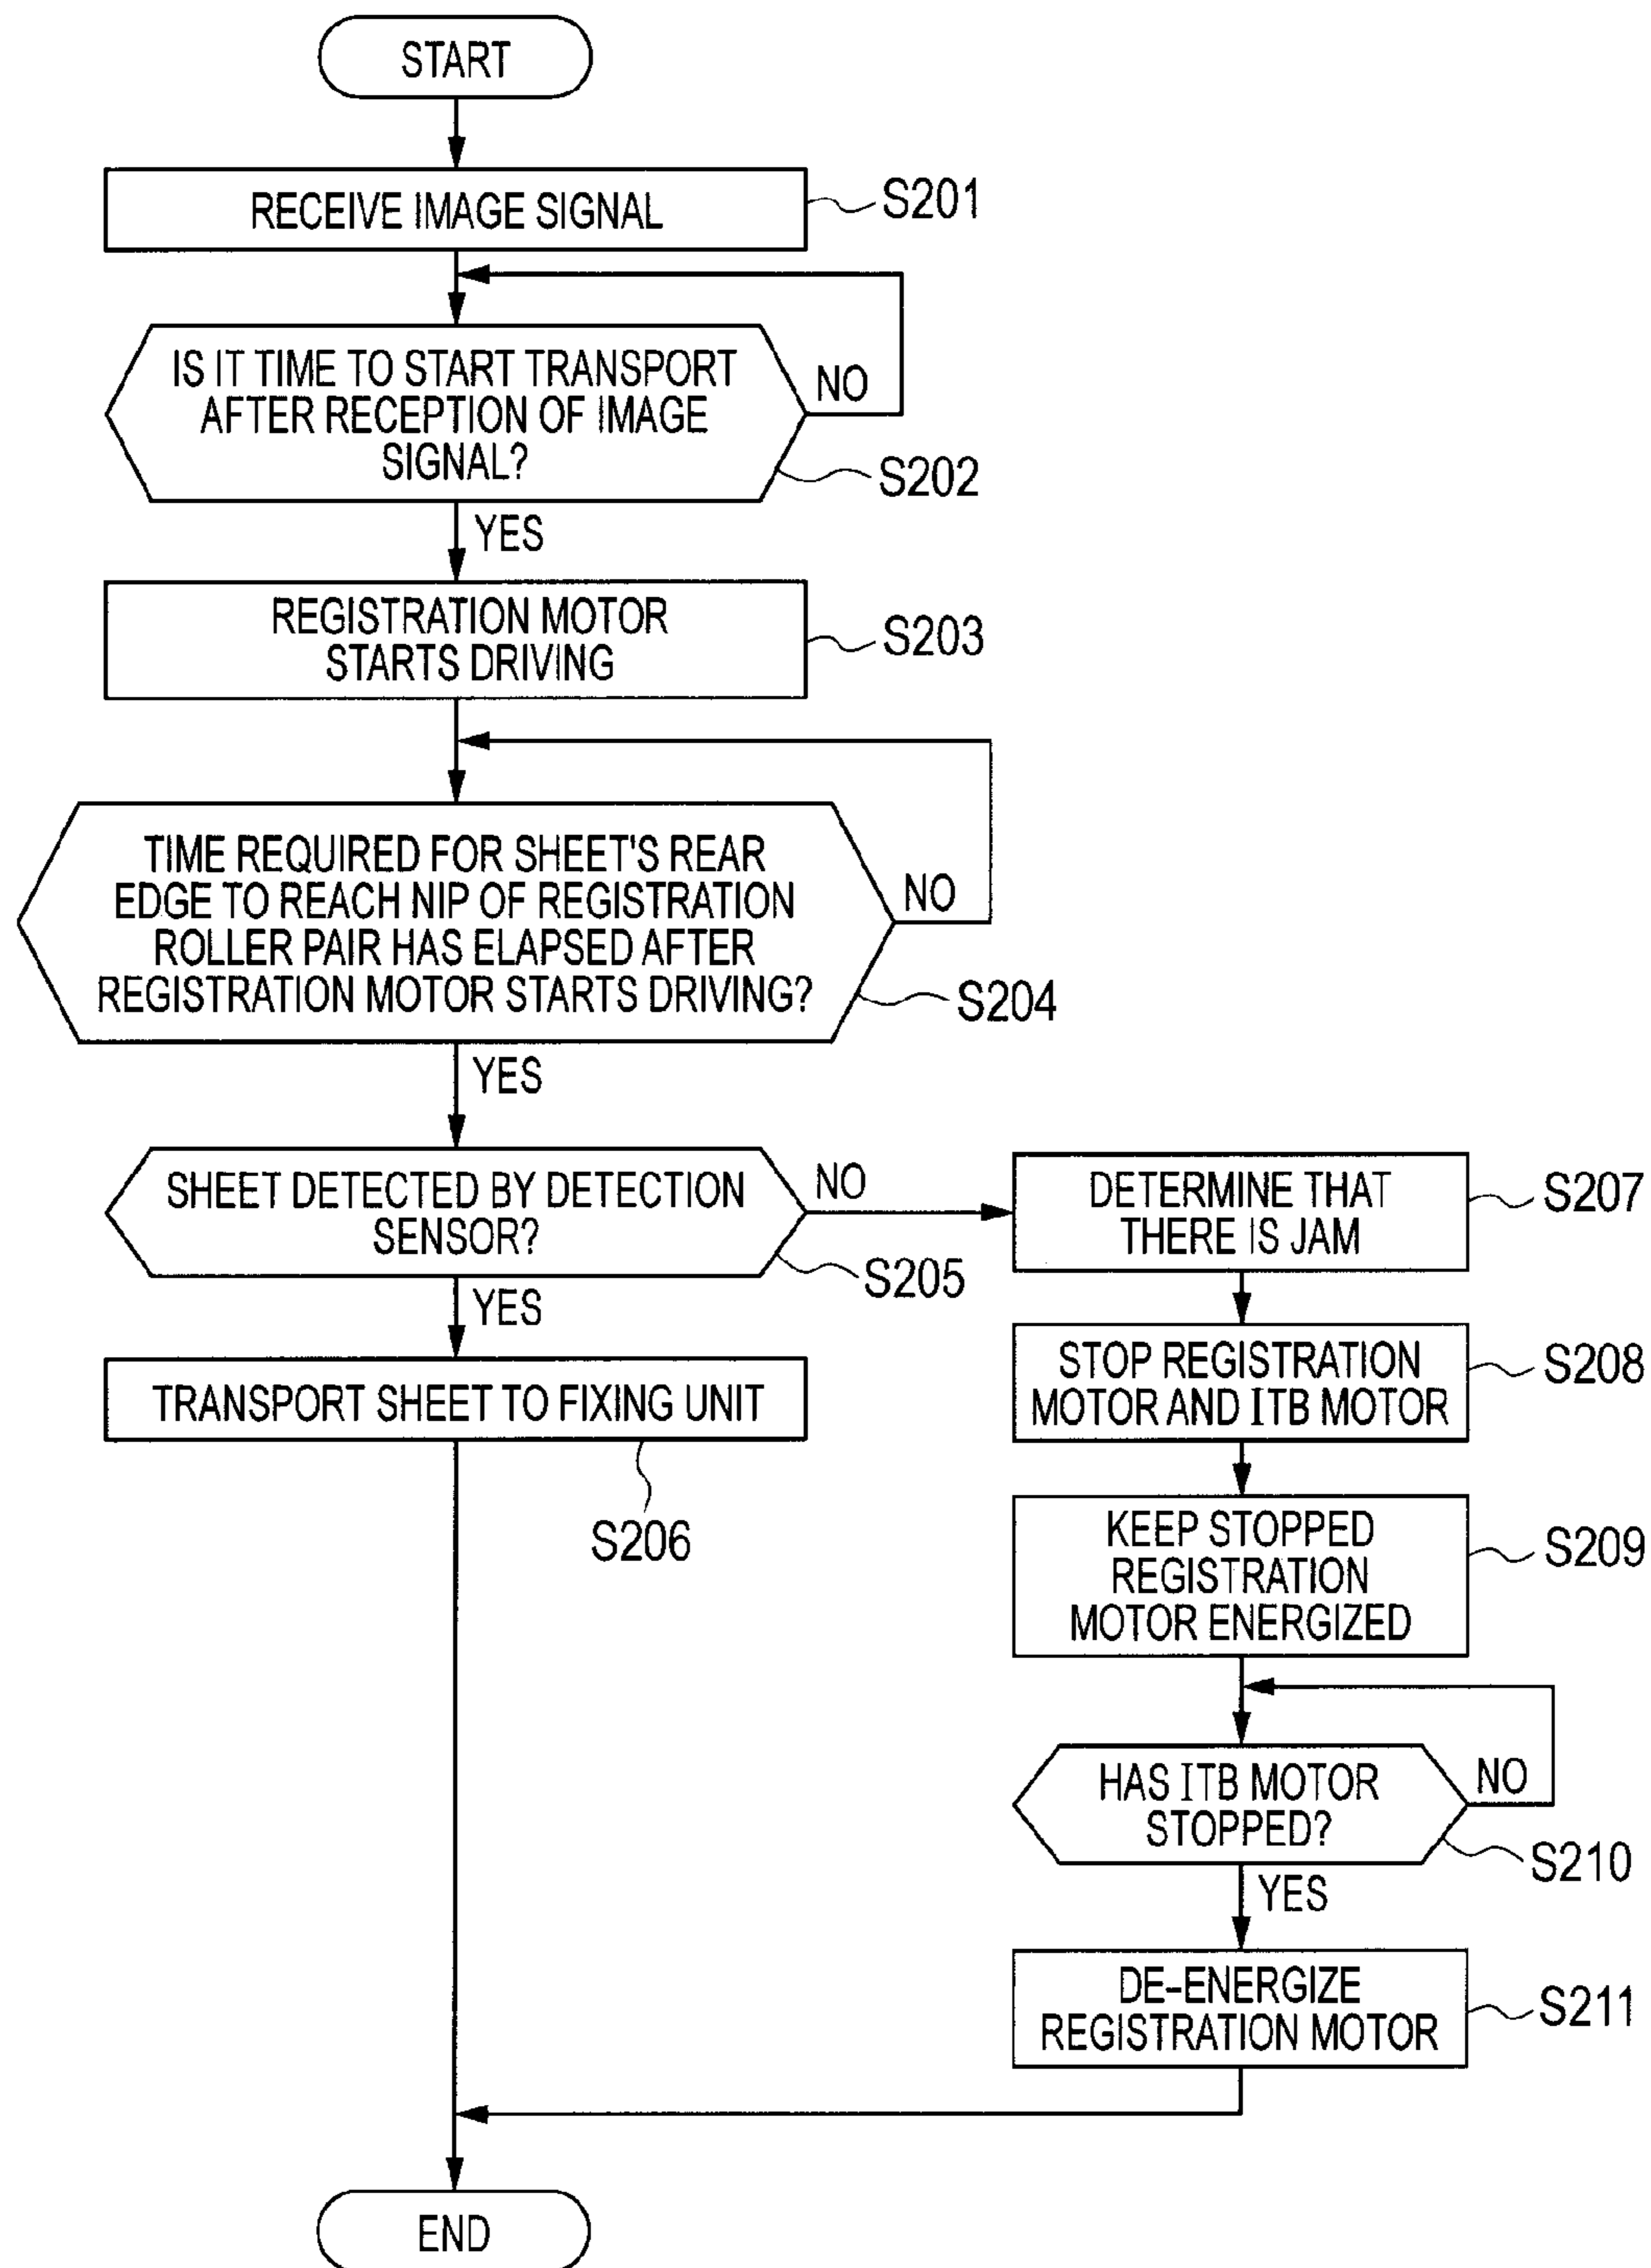 START
RECEIVE IMAGE SIGNAL
S201
IS IT TIME TO START TRANSPORT
AFTER RECEPTION OF IMAGE
SIGNAL?
NO
S202
YES
REGISTRATION MOTOR
STARTS DRIVING
S203
TIME REQUIRED FOR SHEET'S REAR
EDGE TO REACH NIP OF REGISTRATION
ROLLER PAIR HAS ELAPSED AFTER
REGISTRATION MOTOR STARTS DRIVING?
NO
S204
YES
SHEET DETECTED BY DETECTION
SENSOR?
NO
S205
YES
TRANSPORT SHEET TO FIXING UNIT
S206
DETERMINE THAT
THERE IS JAM
S207
STOP REGISTRATION
MOTOR AND ITB MOTOR
S208
KEEP STOPPED
REGISTRATION
MOTOR ENERGIZED
S209
HAS ITB MOTOR
STOPPED?
NO
S210
YES
DE-ENERGIZE
REGISTRATION MOTOR
S211
END